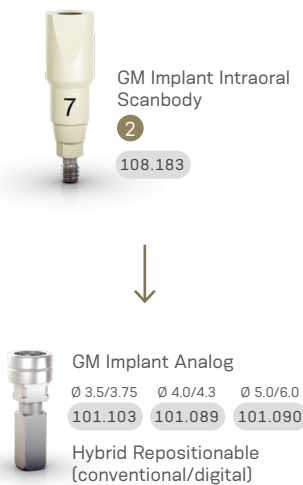 7
GM Implant Intraoral
Scanbody
2
108.183
GM Implant Analog
Ø 3.5/3.75 Ø 4.0/4.3 Ø 5.0/6.0
101.103 101.089 101.090
Hybrid Repositionable
(conventional/digital)